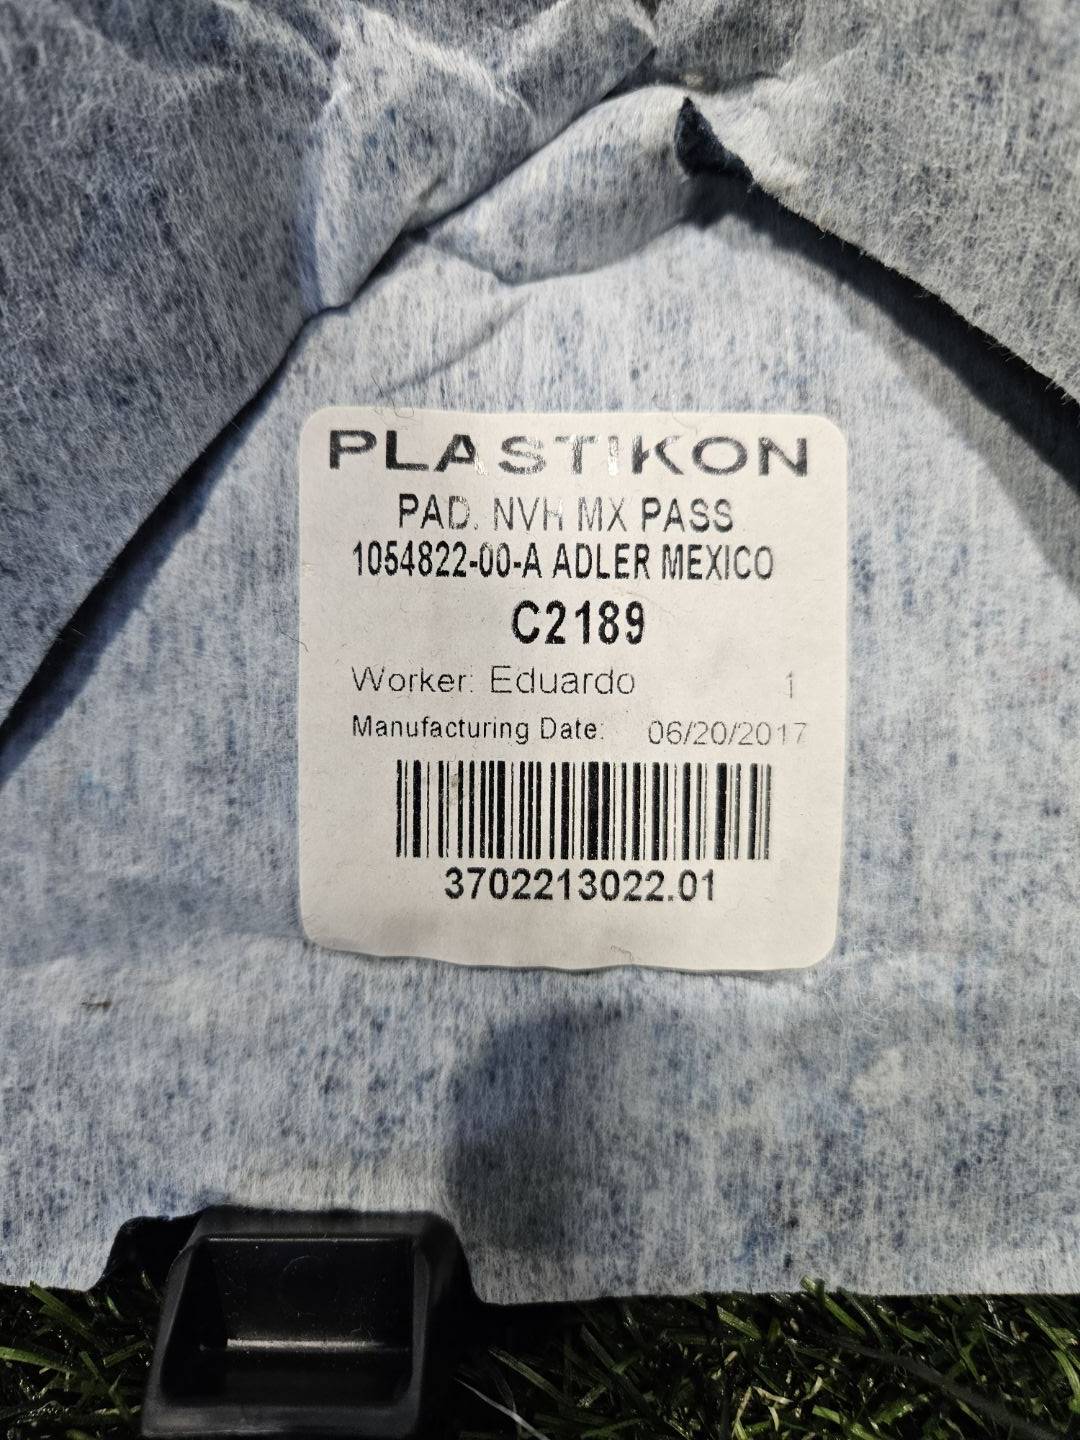 PLASTIKON
PAD. NVH MX PASS
1054822-00-A ADLER MEXICO
C2189
Worker: Eduardo 1
Manufacturing Date: 06/20/2017
3702213022.01